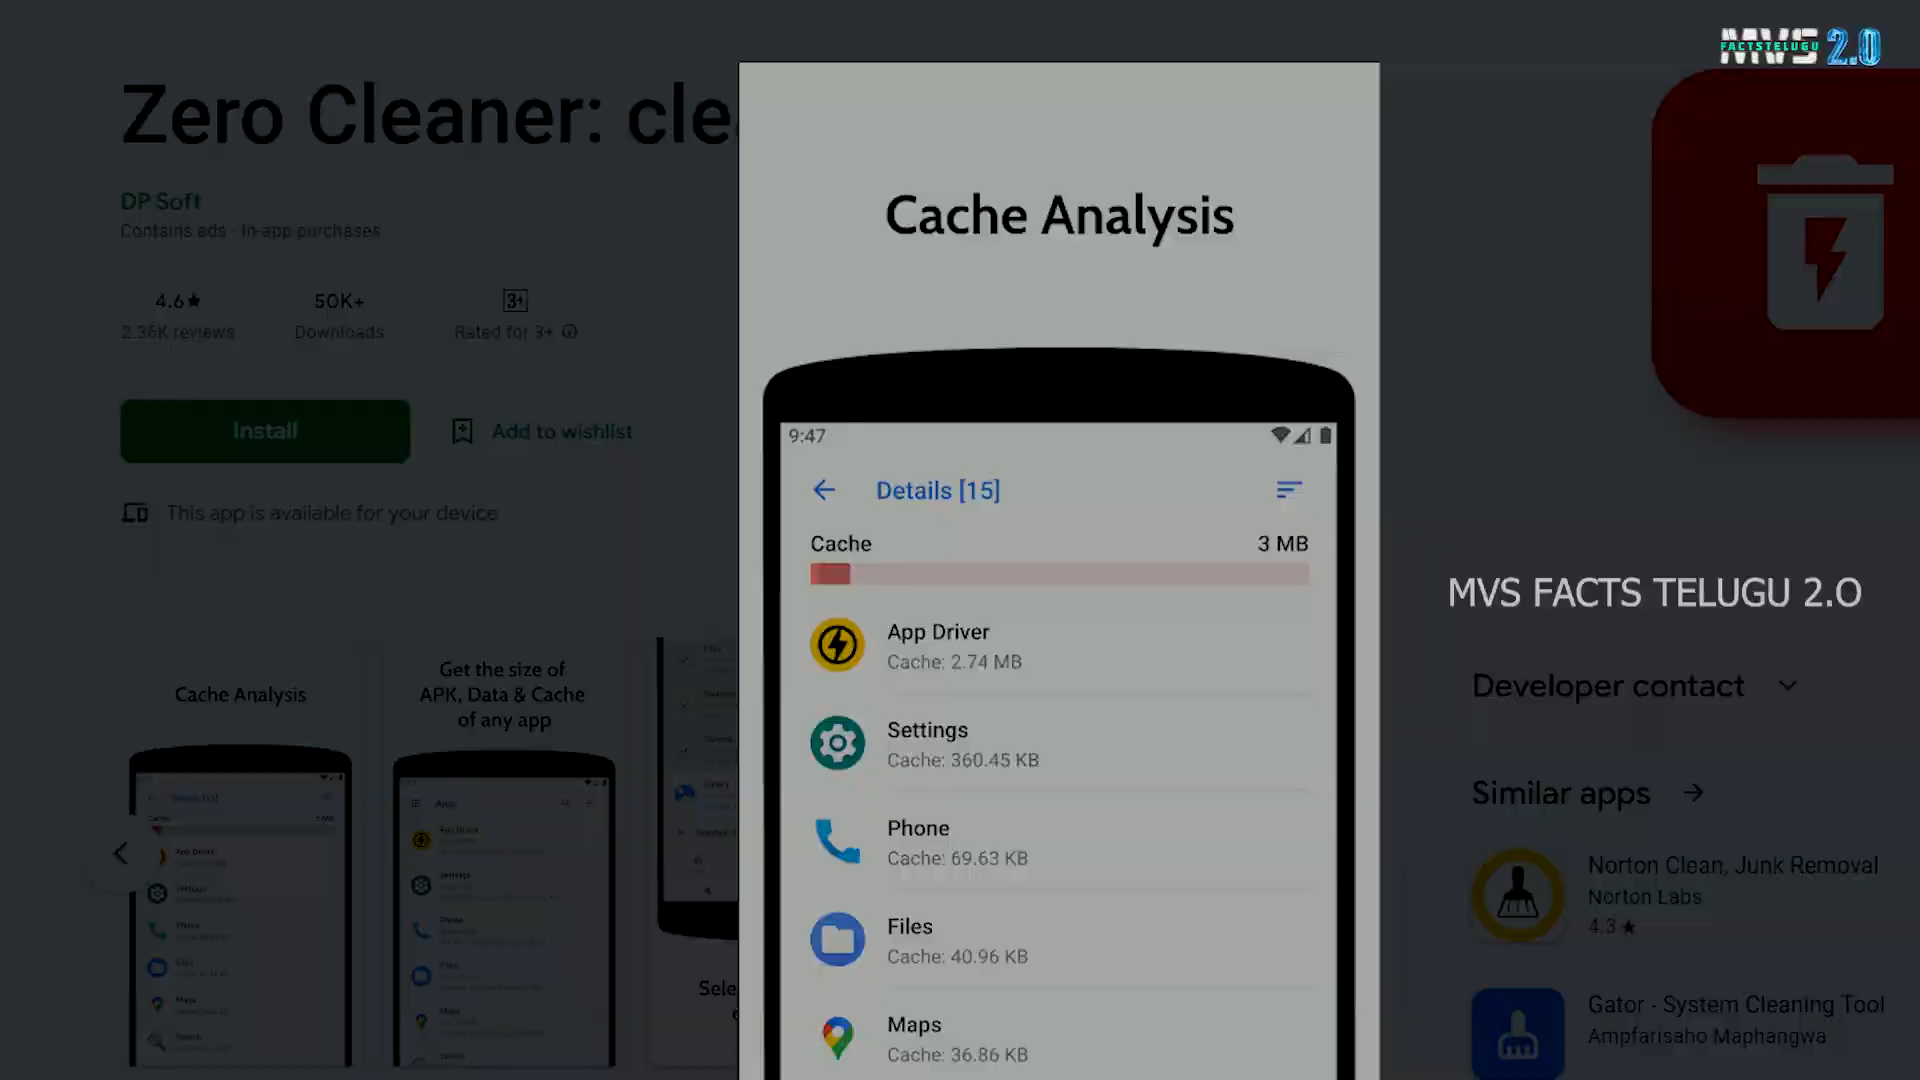 MVS
FACTSTELUGU
2.0
Zero Cleaner: cle
DP Soft
Contains ads · In-app purchases
4.6★
2.36K reviews
50K+
Downloads
3+
Rated for 3+
Install
Add to wishlist
This app is available for your device
Cache Analysis
Get the size of
APK, Data & Cache
of any app
Sele
Cache Analysis
9:47
Details [15]
Cache
3 MB
App Driver
Cache: 2.74 MB
Settings
Cache: 360.45 KB
Phone
Cache: 69.63 KB
Files
Cache: 40.96 KB
Maps
Cache: 36.86 KB
MVS FACTS TELUGU 2.O
Developer contact
Similar apps
Norton Clean, Junk Removal
Norton Labs
4.3★
Gator - System Cleaning Tool
Ampfarisaho Maphangwa